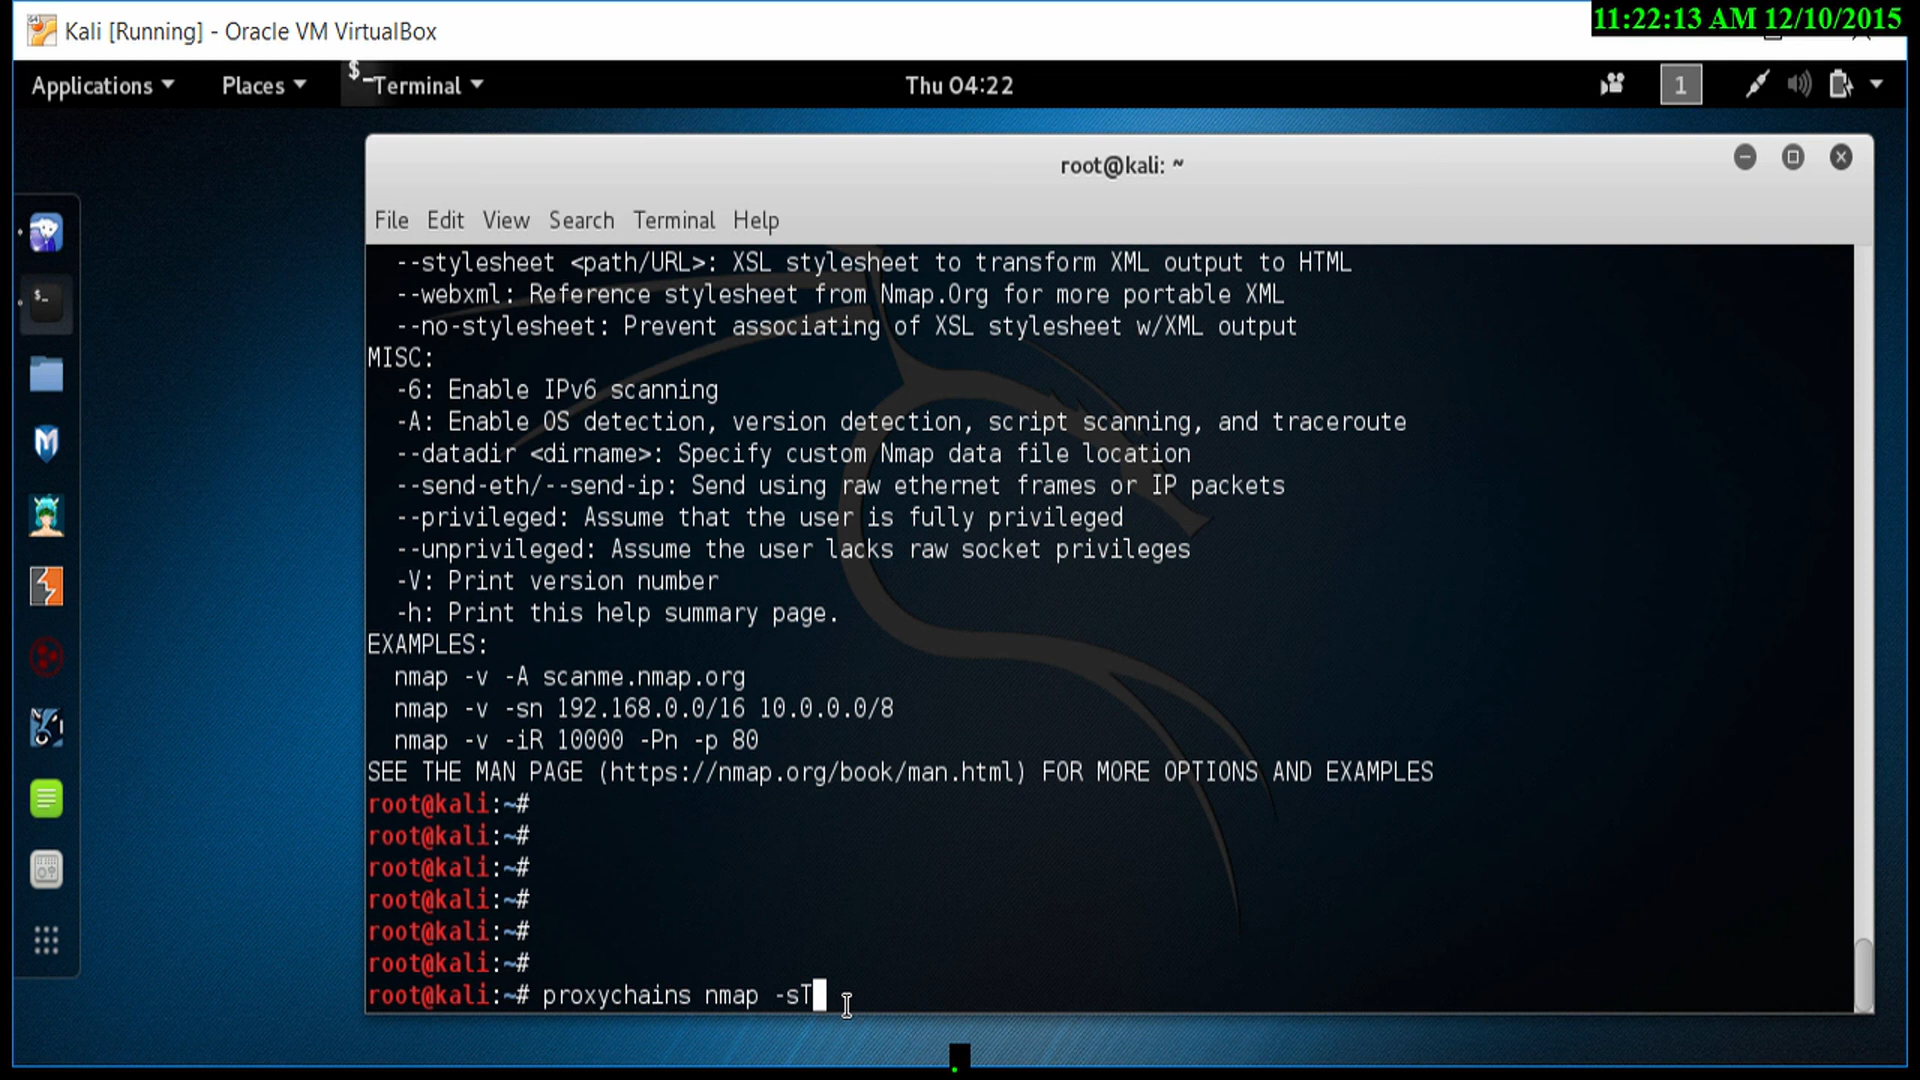 Kali [Running] - Oracle VM VirtualBox
11:22:13 AM 12/10/2015
Applications Places Terminal Thu 04:22 1
root@kali: ~
File Edit View Search Terminal Help
--stylesheet <path/URL>: XSL stylesheet to transform XML output to HTML
--webxml: Reference stylesheet from Nmap.Org for more portable XML
--no-stylesheet: Prevent associating of XSL stylesheet w/XML output
MISC:
-6: Enable IPv6 scanning
-A: Enable OS detection, version detection, script scanning, and traceroute
--datadir <dirname>: Specify custom Nmap data file location
--send-eth/--send-ip: Send using raw ethernet frames or IP packets
--privileged: Assume that the user is fully privileged
--unprivileged: Assume the user lacks raw socket privileges
-V: Print version number
-h: Print this help summary page.
EXAMPLES:
nmap -v -A scanme.nmap.org
nmap -v -sn 192.168.0.0/16 10.0.0.0/8
nmap -v -iR 10000 -Pn -p 80
SEE THE MAN PAGE (https://nmap.org/book/man.html) FOR MORE OPTIONS AND EXAMPLES
root@kali:~#
root@kali:~#
root@kali:~#
root@kali:~#
root@kali:~#
root@kali:~#
root@kali:~# proxychains nmap -sT